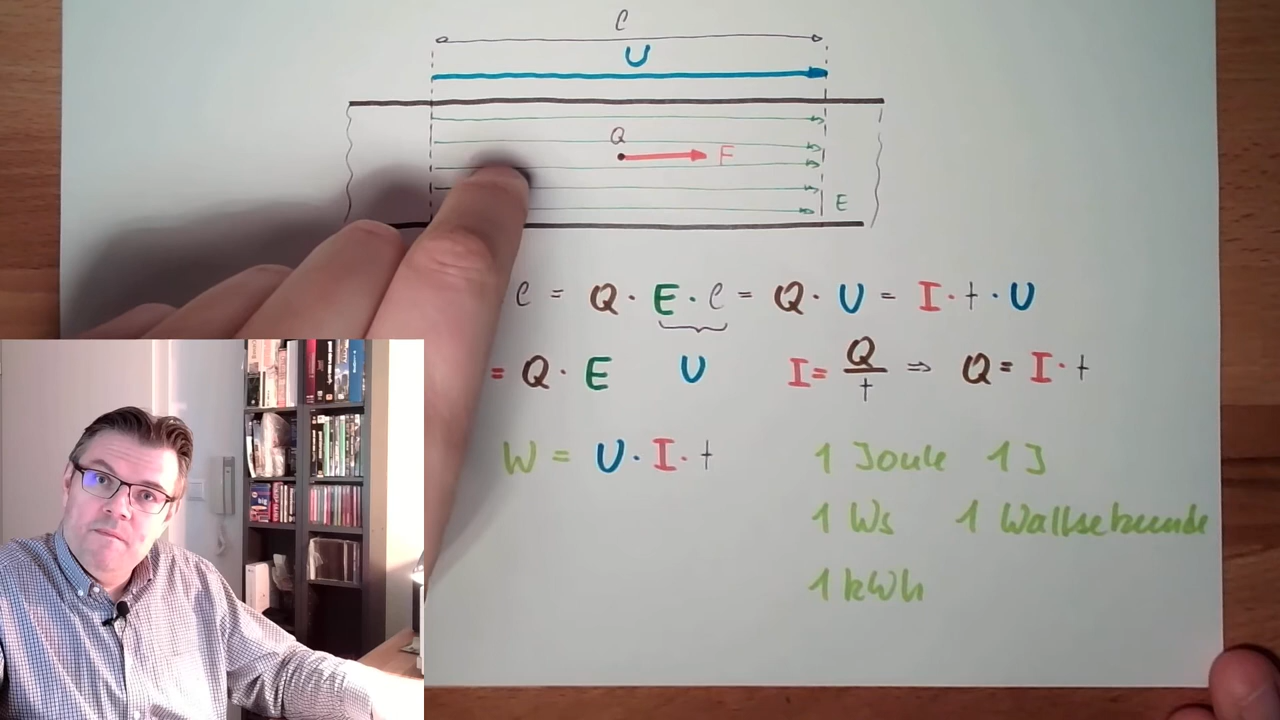 ℓ
U
Q
F
E
ℓ = Q · E · ℓ = Q · U = I · t · U
= Q · E U I = Q/t ⇒ Q = I · t
W = U · I · t 1 Joule 1 J
1 Ws 1 Wattsekunde
1 kWh